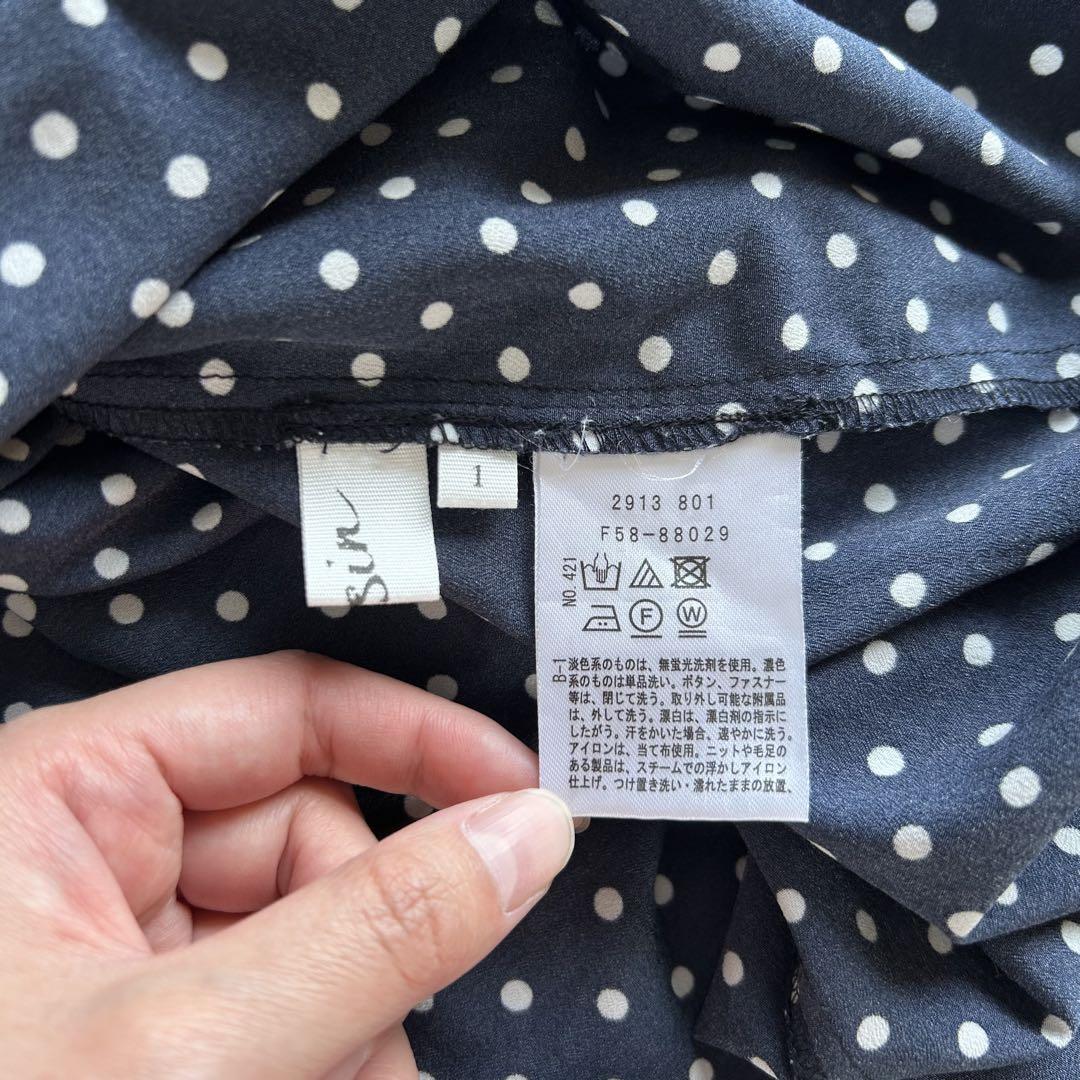 Sin
1
2913 801
F58-88029
NO. 421
F
W
B-1
淡色系のものは、無蛍光洗剤を使用。濃色
系のものは単品洗い。ボタン、ファスナー
等は、閉じて洗う。取り外し可能な附属品
は、外して洗う。漂白は、漂白剤の指示に
したがう。汗をかいた場合、速やかに洗う。
アイロンは、当て布使用。ニットや毛足の
ある製品は、スチームでの浮かしアイロン
仕上げ。つけ置き洗い・濡れたままの放置、